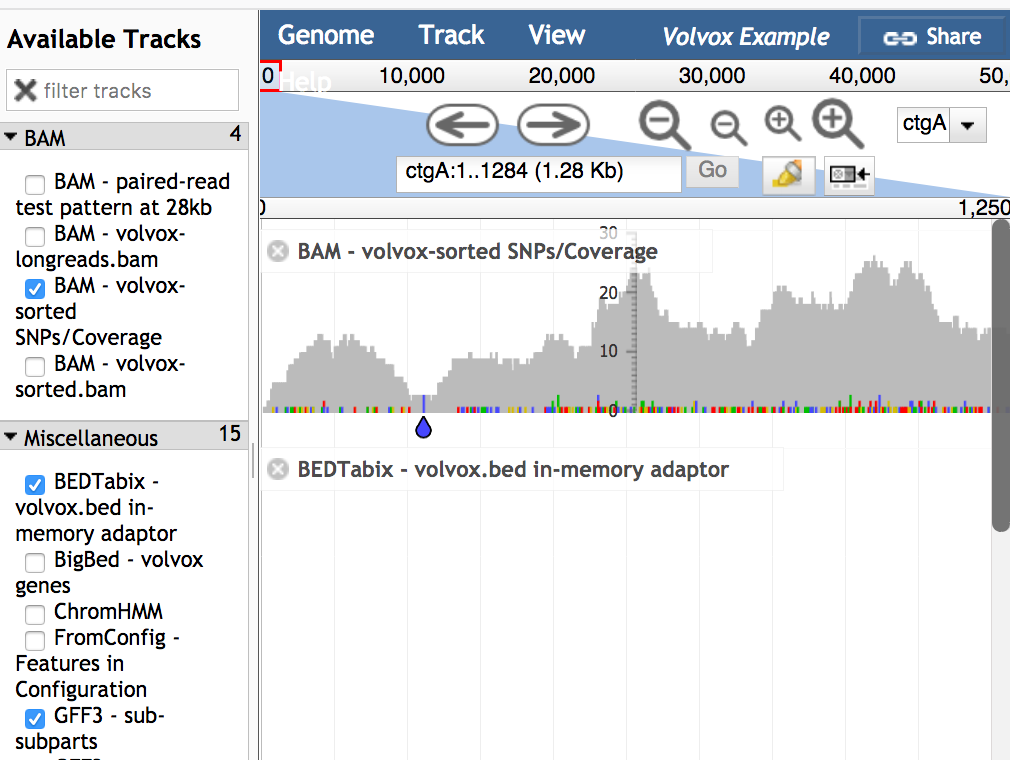 Available Tracks
filter tracks
BAM 4
BAM - paired-read
test pattern at 28kb
BAM - volvox-
longreads.bam
BAM - volvox-
sorted
SNPs/Coverage
BAM - volvox-
sorted.bam
Miscellaneous 15
BEDTabix -
volvox.bed in-
memory adaptor
BigBed - volvox
genes
ChromHMM
FromConfig -
Features in
Configuration
GFF3 - sub-
subparts
Genome Track View Volvox Example Share
Help
0 10,000 20,000 30,000 40,000 50,
ctgA
ctgA:1..1284 (1.28 Kb) Go
0 1,250
30
BAM - volvox-sorted SNPs/Coverage
20
10
0
BEDTabix - volvox.bed in-memory adaptor